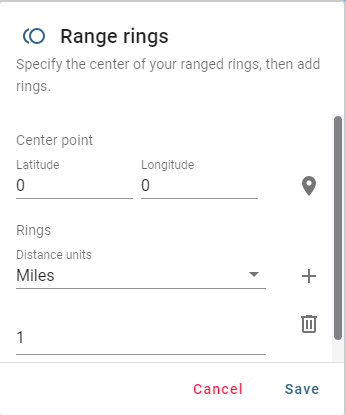 Range rings
Specify the center of your ranged rings, then add
rings.
Center point
Latitude Longitude
0 0
Rings
Distance units
Miles
1
Cancel Save